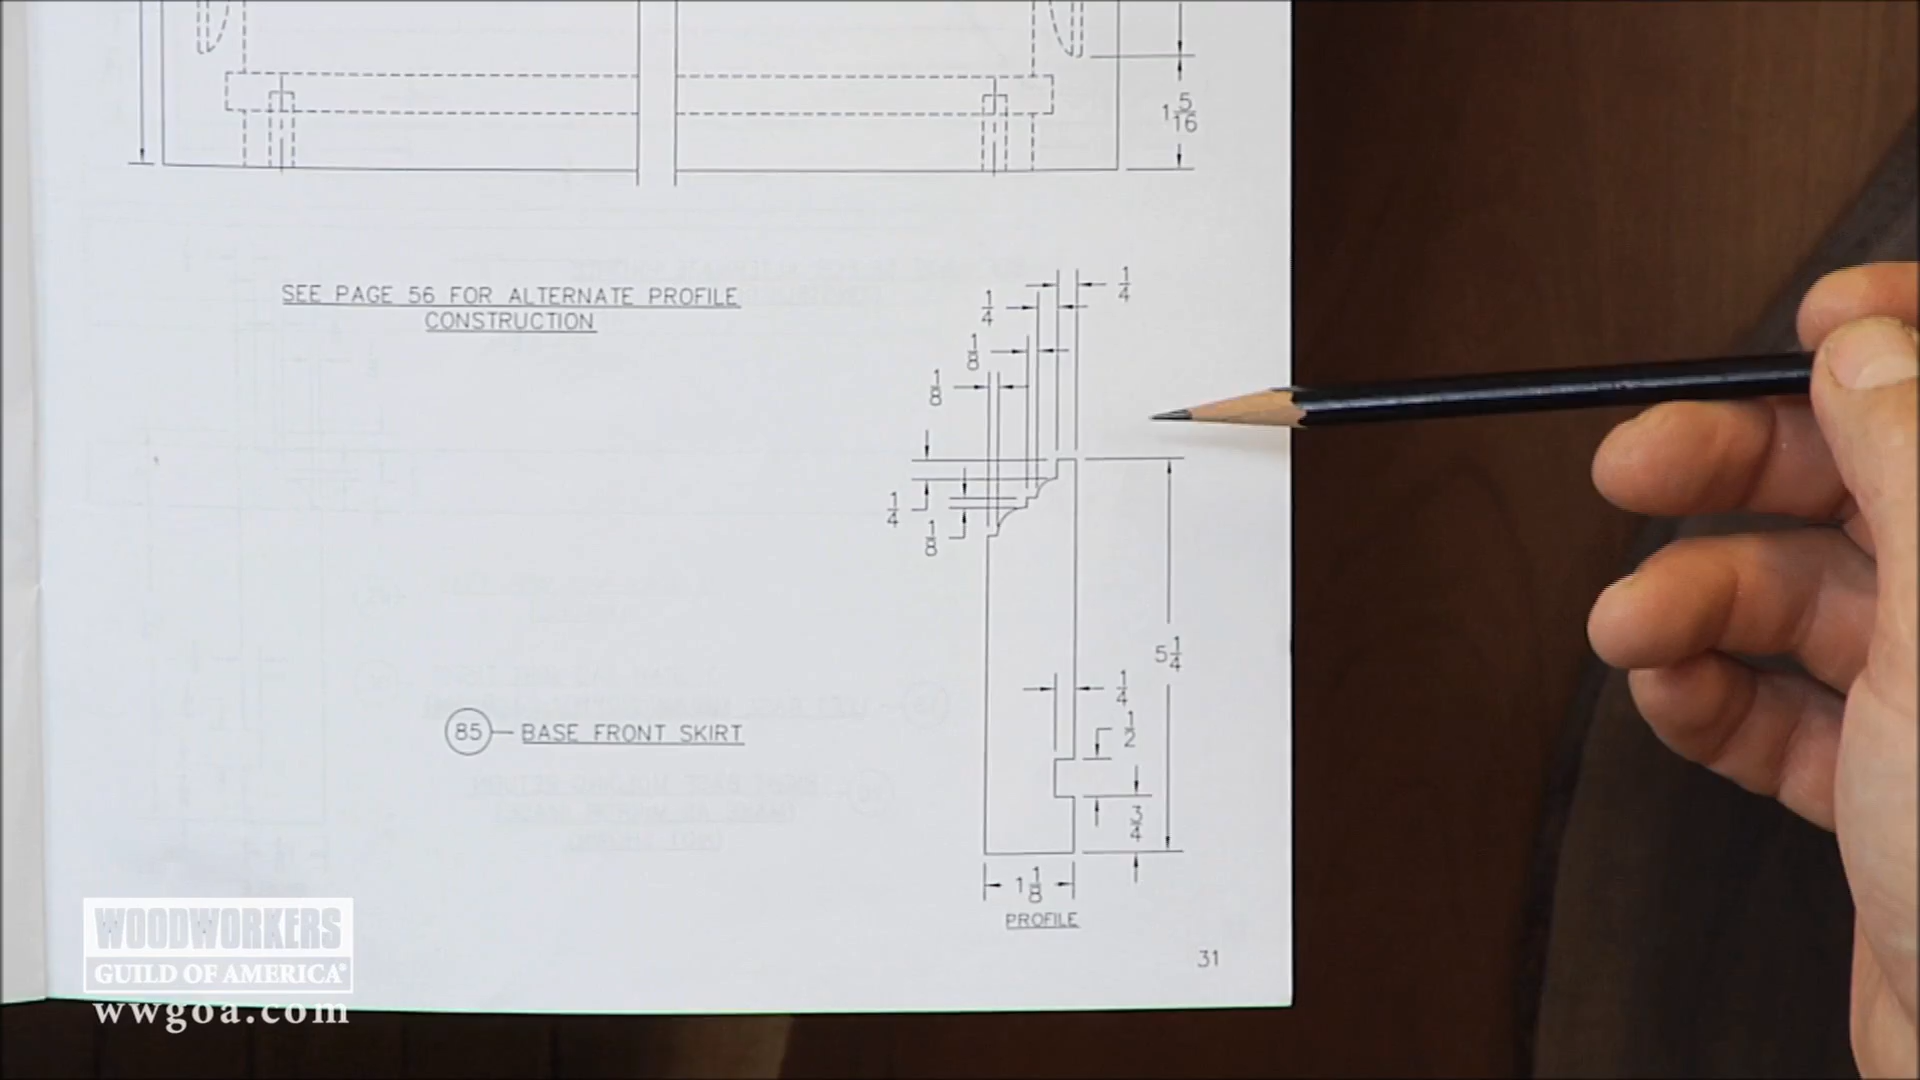 1 5/16
SEE PAGE 56 FOR ALTERNATE PROFILE
CONSTRUCTION
1/4
1/4
1/8
1/8
1/4
1/8
5 1/4
1/4
1/2
85
BASE FRONT SKIRT
3/4
1 1/8
PROFILE
31
WOODWORKERS
GUILD OF AMERICA®
wwgoa.com